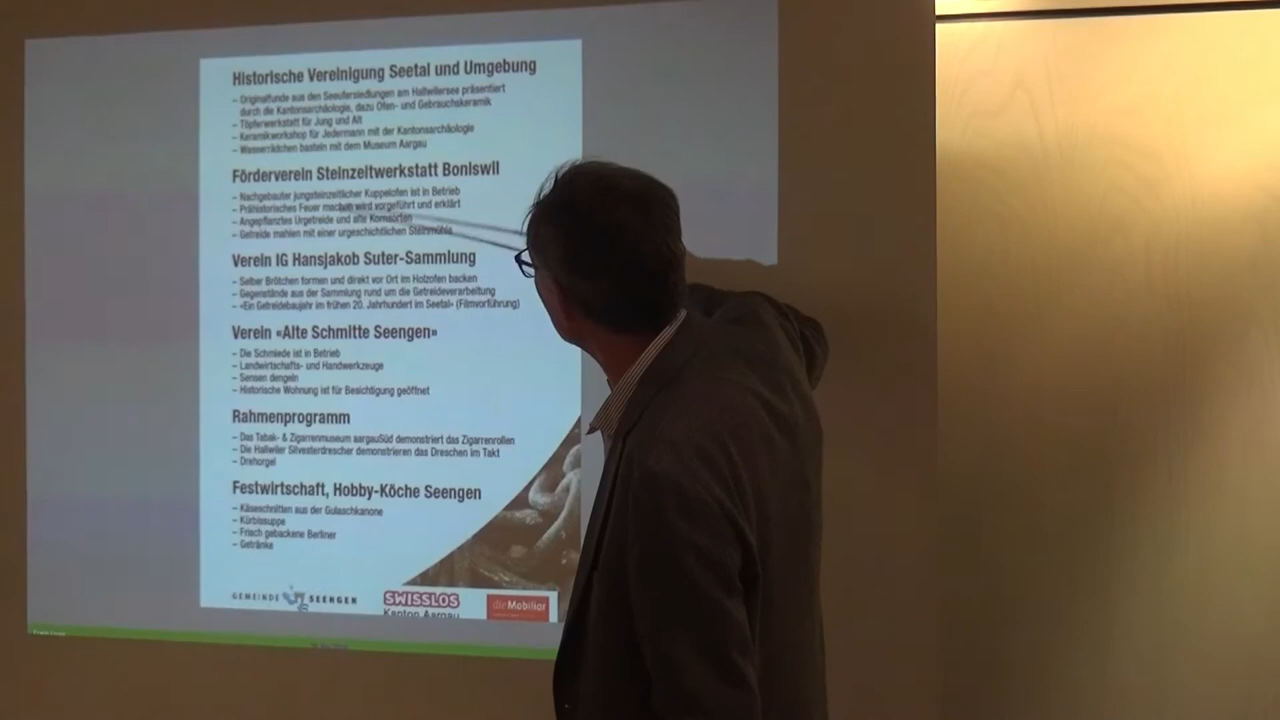 Historische Vereinigung Seetal und Umgebung
– Originalfunde aus den Seeufersiedlungen am Hallwilersee präsentiert
durch die Kantonsarchäologie, dazu Ofen- und Gebrauchskeramik
– Töpferwerkstatt für Jung und Alt
– Keramikworkshop für Jedermann mit der Kantonsarchäologie
– Wasserrädchen basteln mit dem Museum Aargau
Förderverein Steinzeitwerkstatt Boniswil
– Nachgebauter jungsteinzeitlicher Kuppelofen ist in Betrieb
– Prähistorisches Feuer machen wird vorgeführt und erklärt
– Angepflanztes Urgetreide und alte Kornsorten
– Getreide mahlen mit einer urgeschichtlichen Steinmühle
Verein IG Hansjakob Suter-Sammlung
– Selber Brötchen formen und direkt vor Ort im Holzofen backen
– Gegenstände aus der Sammlung rund um die Getreideverarbeitung
– «Ein Getreidebaujahr im frühen 20. Jahrhundert im Seetal» (Filmvorführung)
Verein «Alte Schmitte Seengen»
– Die Schmiede ist in Betrieb
– Landwirtschafts- und Handwerkzeuge
– Sensen dengeln
– Historische Wohnung ist für Besichtigung geöffnet
Rahmenprogramm
– Das Tabak- & Zigarrenmuseum aargauSüd demonstriert das Zigarrenrollen
– Die Hallwiler Silvesterdrescher demonstrieren das Dreschen im Takt
– Drehorgel
Festwirtschaft, Hobby-Köche Seengen
– Käseschnitten aus der Gulaschkanone
– Kürbissuppe
– Frisch gebackene Berliner
– Getränke
GEMEINDE SEENGEN
SWISSLOS
Kanton Aargau
die Mobiliar